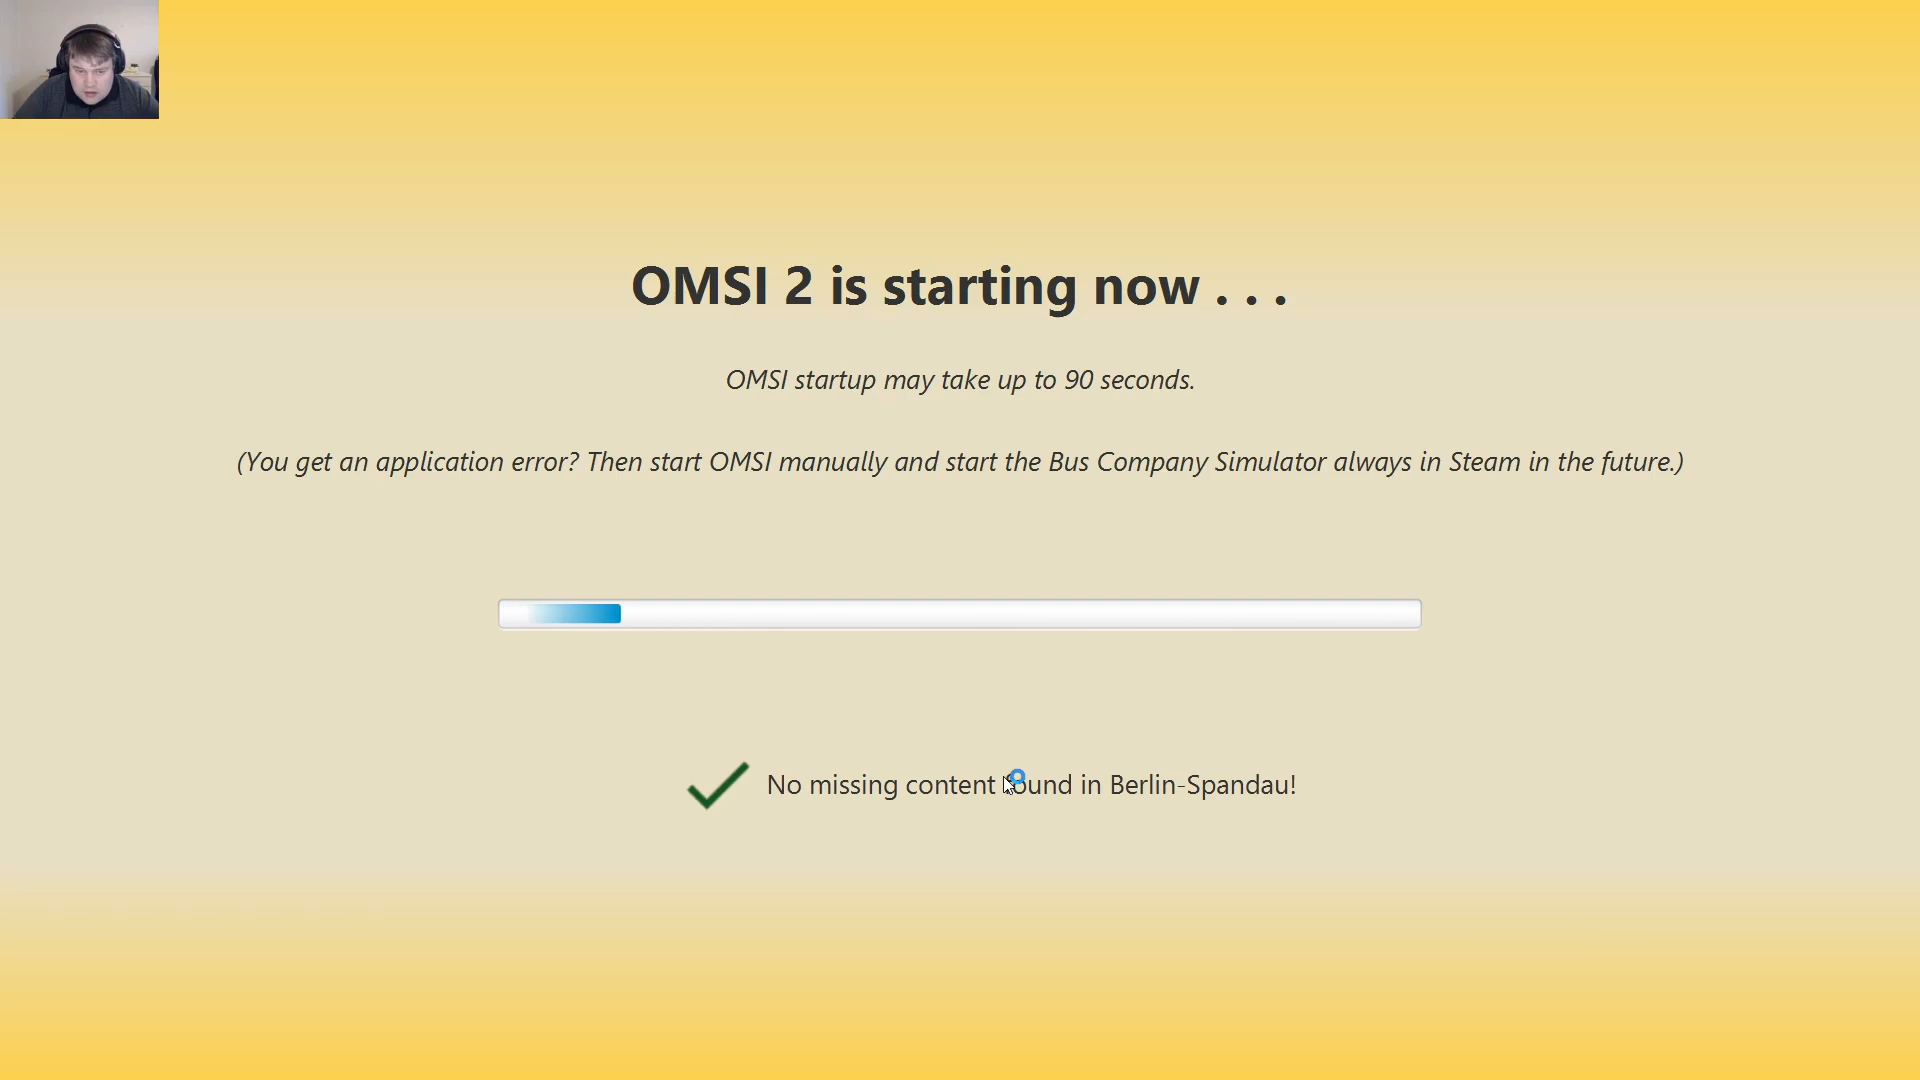 OMSI 2 is starting now . . .
OMSI startup may take up to 90 seconds.
(You get an application error? Then start OMSI manually and start the Bus Company Simulator always in Steam in the future.)
No missing content found in Berlin-Spandau!